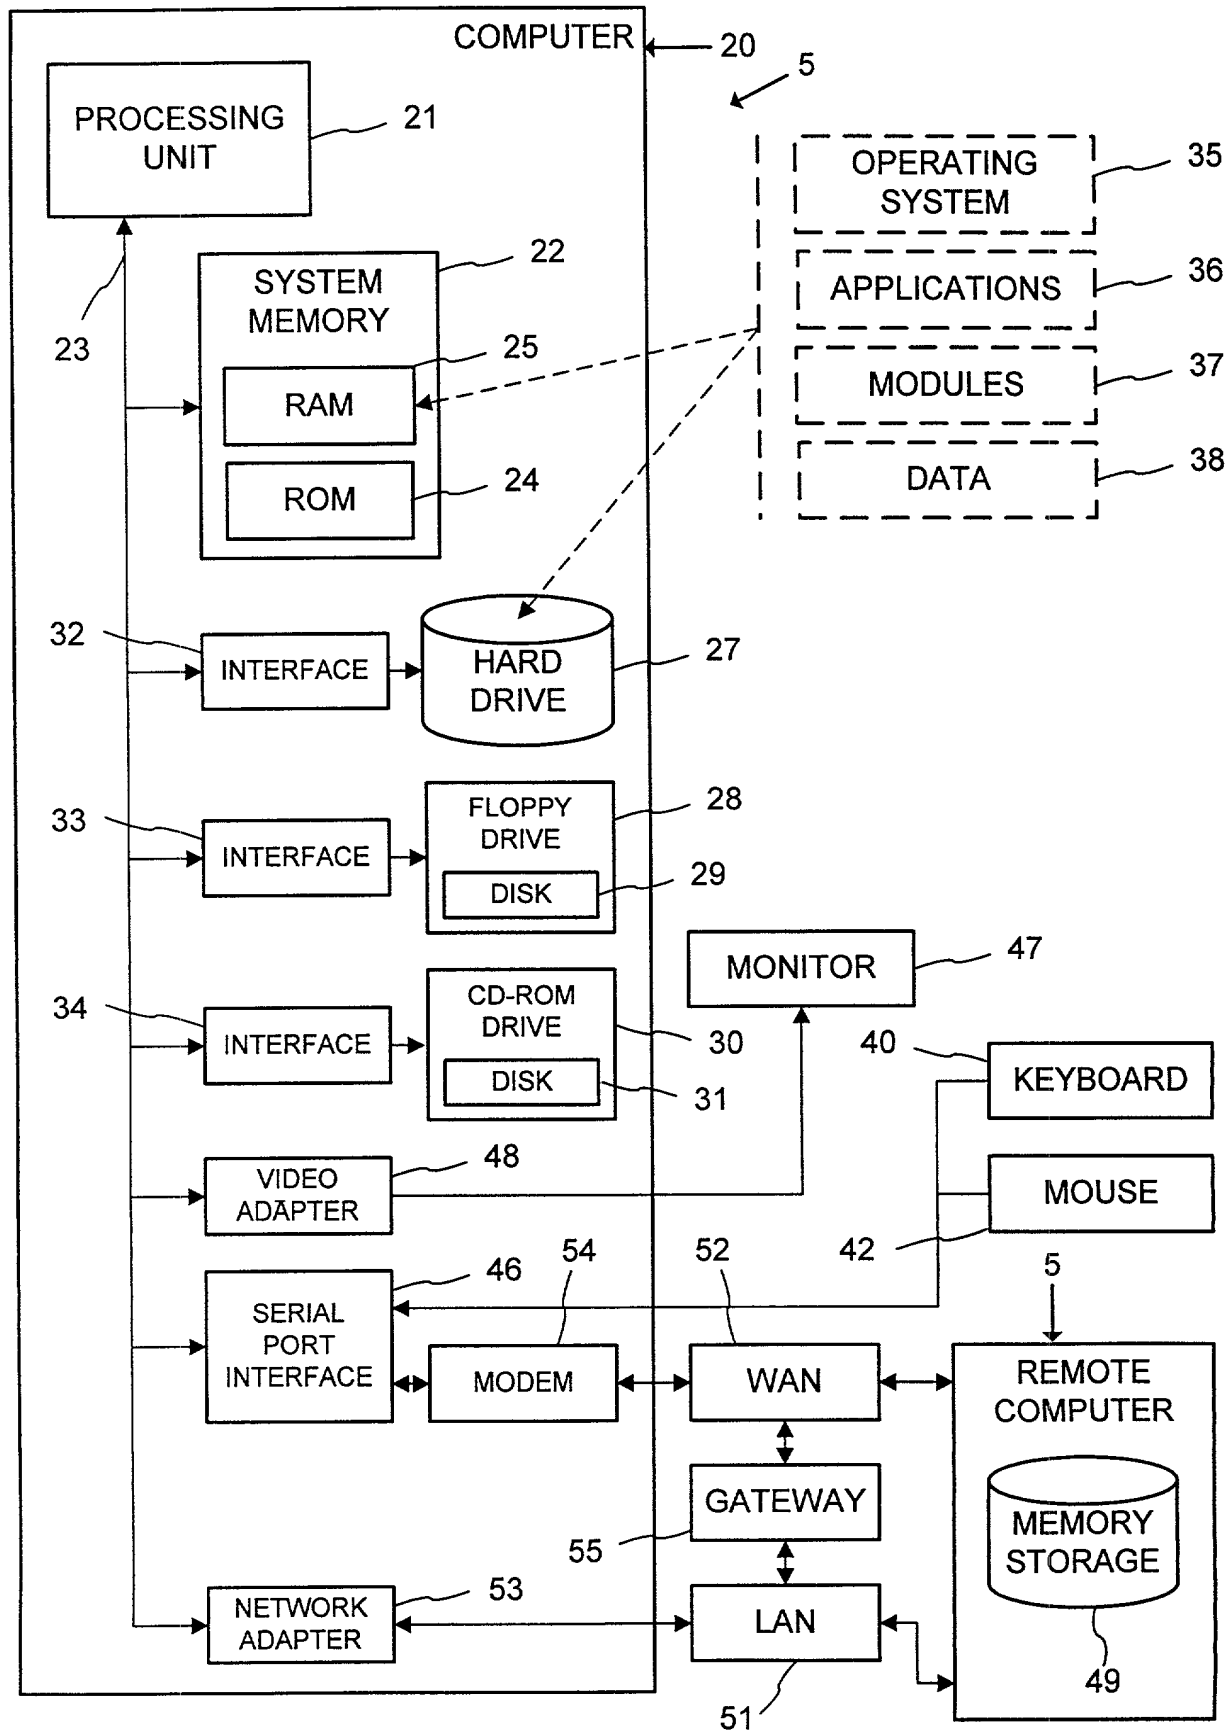 COMPUTER
20
5
PROCESSING
UNIT
21
OPERATING
SYSTEM
35
23
SYSTEM
MEMORY
22
APPLICATIONS
36
RAM
25
MODULES
37
ROM
24
DATA
38
32
INTERFACE
HARD
DRIVE
27
33
INTERFACE
FLOPPY
DRIVE
28
DISK
29
MONITOR
47
34
INTERFACE
CD-ROM
DRIVE
30
DISK
31
40
KEYBOARD
VIDEO
ADAPTER
48
MOUSE
42
46
54
52
5
SERIAL
PORT
INTERFACE
MODEM
WAN
REMOTE
COMPUTER
GATEWAY
55
MEMORY
STORAGE
49
NETWORK
ADAPTER
53
LAN
51